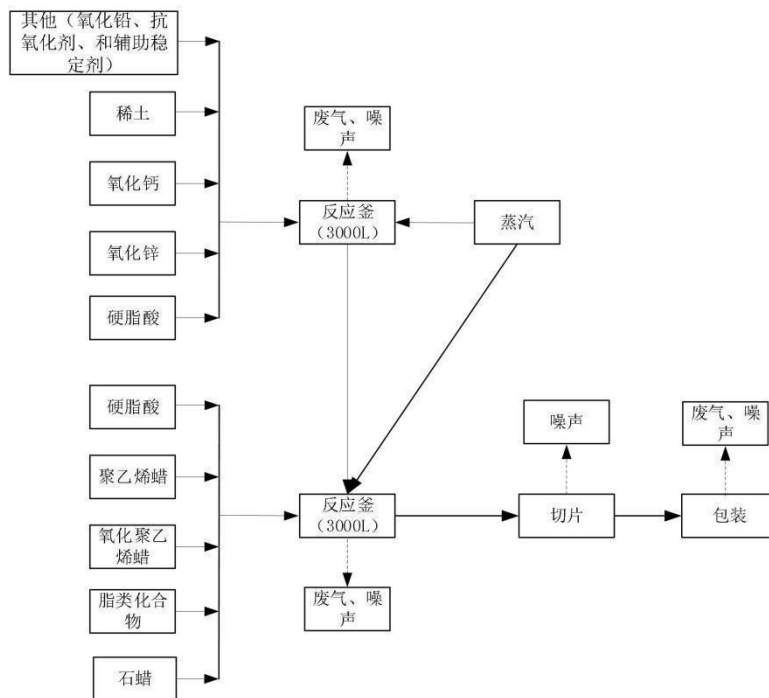 其他（氧化铅、抗
氧化剂、和辅助稳
定剂）
稀土
废气、噪
声
氧化钙
反应釜
（3000L）
蒸汽
氧化锌
硬脂酸
硬脂酸
噪声
废气、噪
声
聚乙烯蜡
反应釜
（3000L）
切片
包装
氧化聚乙
烯蜡
脂类化合
物
废气、噪
声
石蜡